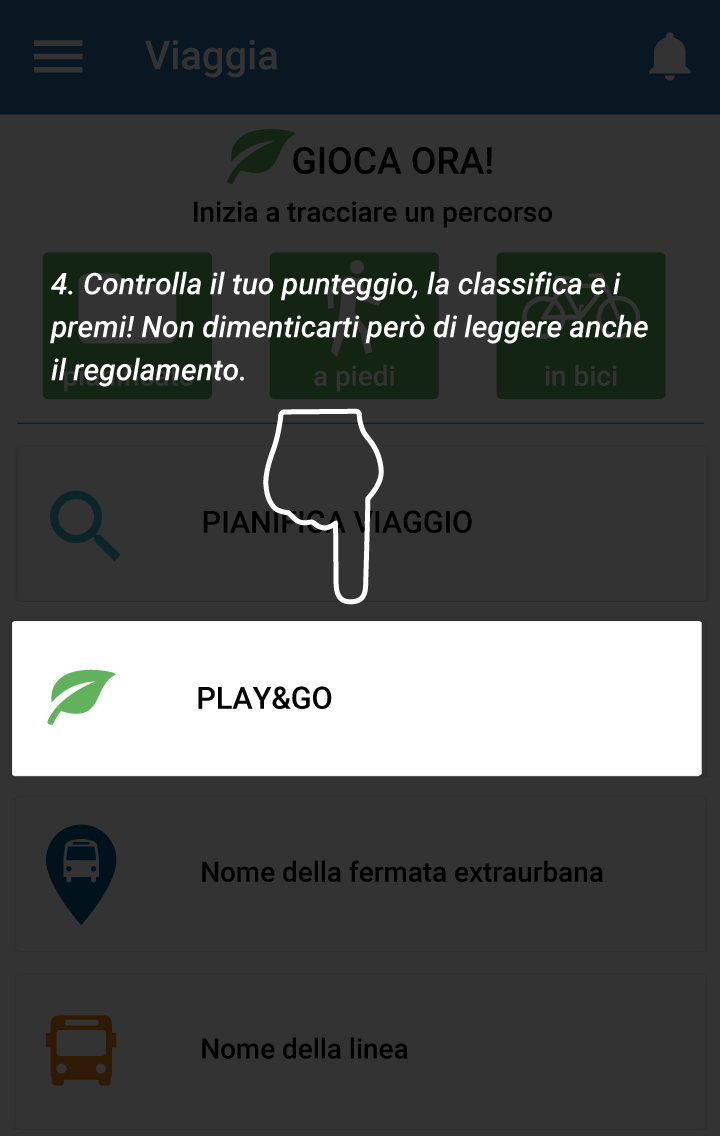 Viaggia
GIOCA ORA!
Inizia a tracciare un percorso
4. Controlla il tuo punteggio, la classifica e i
premi! Non dimenticarti però di leggere anche
il regolamento.
a piedi
in bici
PIANIFICA VIAGGIO
PLAY&GO
Nome della fermata extraurbana
Nome della linea